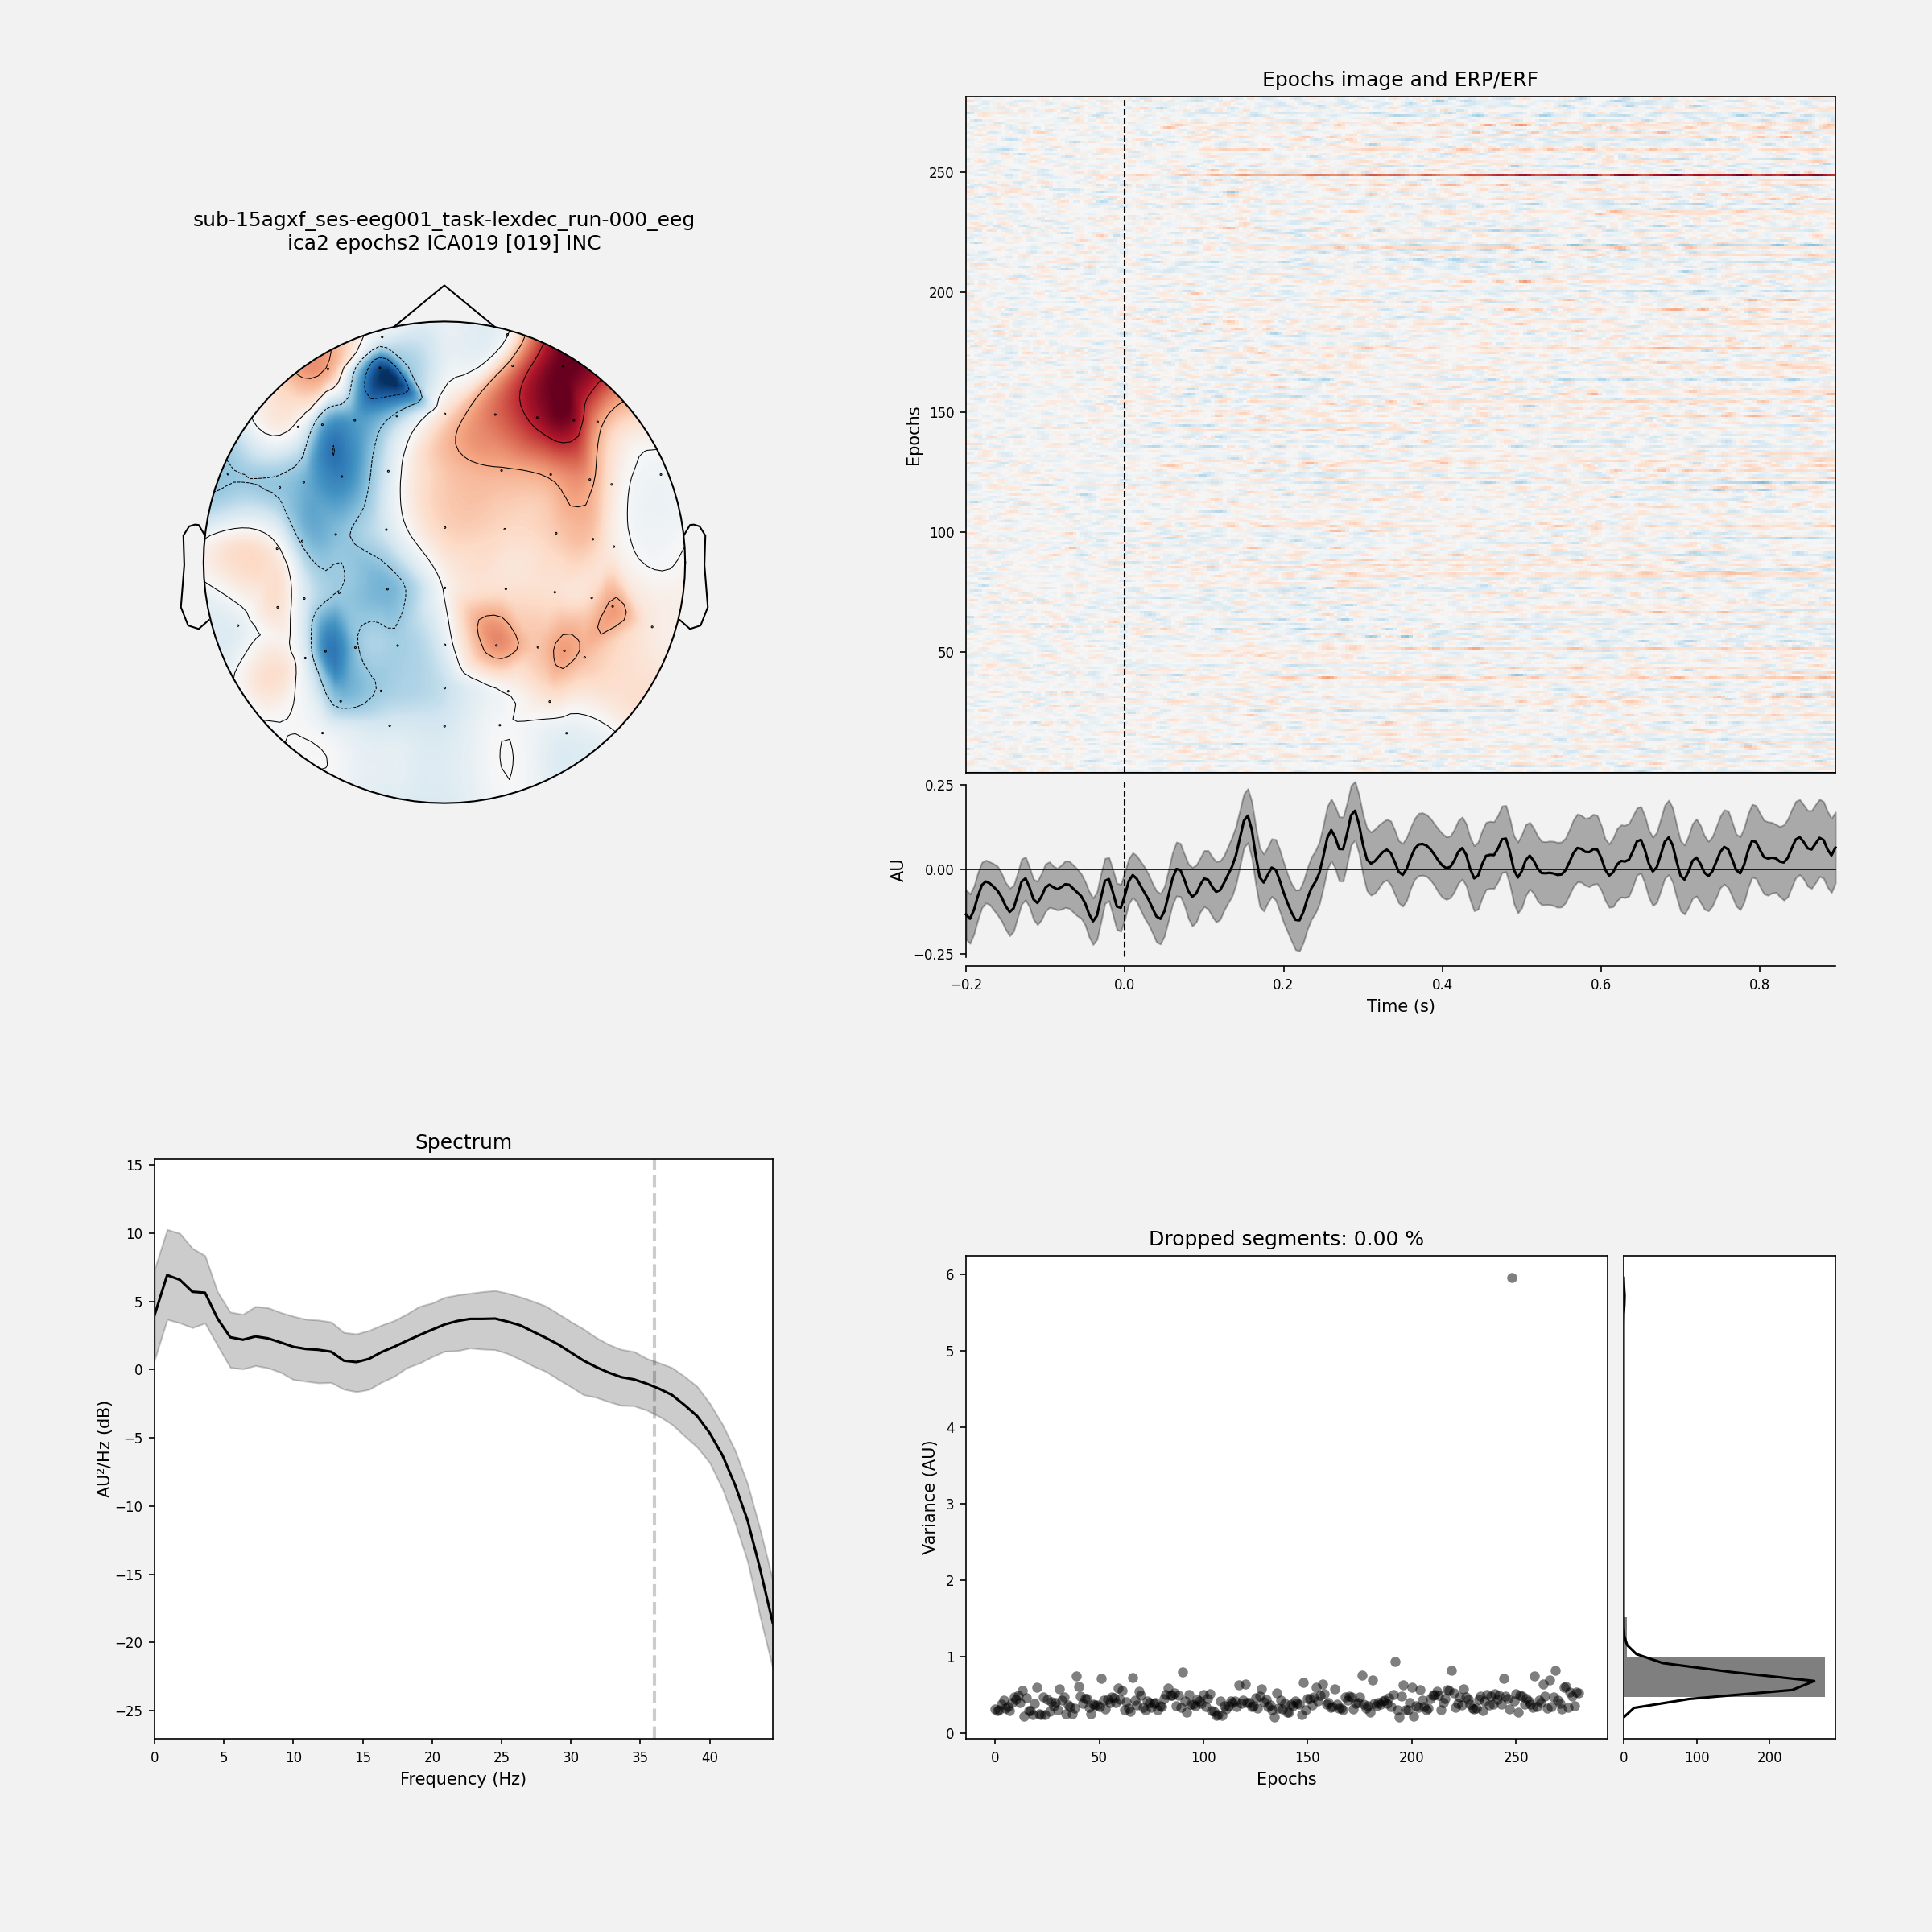 sub-15agxf_ses-eeg001_task-lexdec_run-000_eeg
ica2 epochs2 ICA019 [019] INC
Epochs image and ERP/ERF
250
200
150
100
50
Epochs
0.25
0.00
−0.25
AU
−0.2 0.0 0.2 0.4 0.6 0.8
Time (s)
Spectrum
15
10
5
0
−5
−10
−15
−20
−25
AU²/Hz (dB)
0 5 10 15 20 25 30 35 40
Frequency (Hz)
Dropped segments: 0.00 %
6
5
4
3
2
1
0
Variance (AU)
0 50 100 150 200 250
Epochs
0 100 200